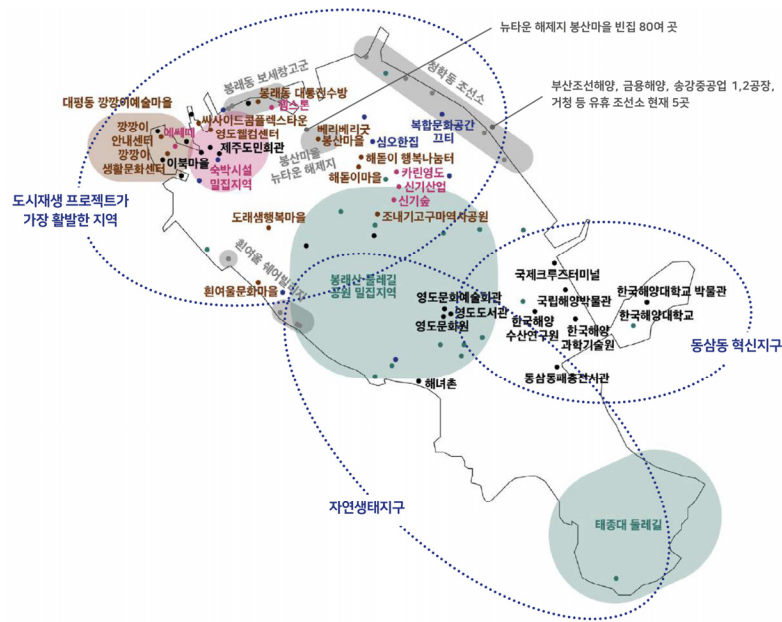 뉴타운 해제지 봉산마을 빈집 80여 곳
부산조선해양, 금용해양, 송강중공업 1,2공장,
거청 등 유휴 조선소 현재 5곳
청학동 조선소
봉래동 보세창고군
봉래동 대통전수방
대평동 깡깡이예술마을
씨사이드콤플렉스타운
영도웰컴센터
깡깡이
안내센터
깡깡이
생활문화센터
이북마을
제주도민회관
숙박시설
밀집지역
베리베리굿
봉산마을
봉산마을
뉴타운 해제지
심오한집
복합문화공간
끄티
해돋이 행복나눔터
해돋이마을
카린영도
신기산업
신기숲
도시재생 프로젝트가
가장 활발한 지역
도래샘행복마을
조내기고구마역사공원
흰여울 쉐어빌리지
흰여울문화마을
봉래산 둘레길
공원 밀집지역
영도문화예술회관
영도도서관
영도문화원
국제크루즈터미널
국립해양박물관
한국해양대학교 박물관
한국해양대학교
한국해양
수산연구원
한국해양
과학기술원
동삼동 혁신지구
동삼동패총전시관
해녀촌
자연생태지구
태종대 둘레길